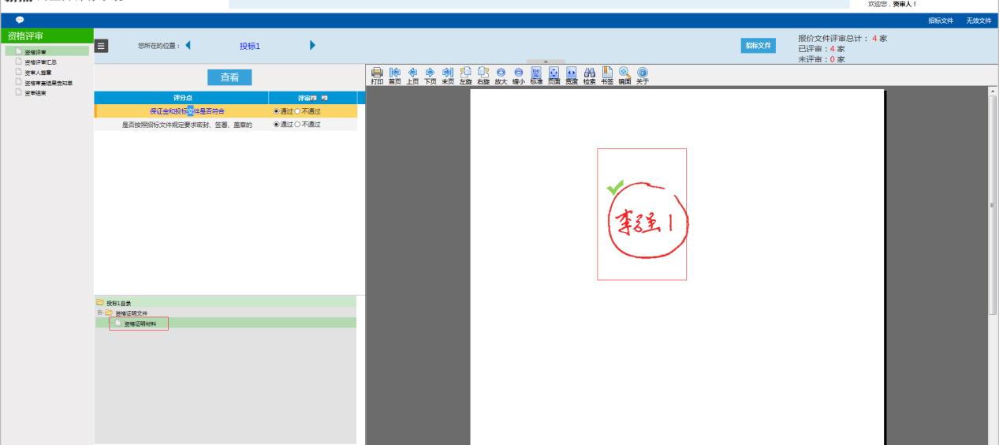 欢迎您，资审人！
招标文件 无效文件
资格评审
资格评审
资格评审汇总
资审人签章
资格审查结果告知单
资审结束
您所在的位置：
投标1
招标文件
报价文件评审总计： 4 家
已评审：4 家
未评审：0 家
查看
评分点 评审
保证金和投标文件是否符合 通过 不通过
是否按照招标文件规定要求密封、签署、盖章的 通过 不通过
投标1目录
资格证明文件
资格证明材料
打印 首页 上页 下页 末页 左旋 右旋 放大 缩小 标准 页面 宽度 检索 书签 镜面 关于
李强1